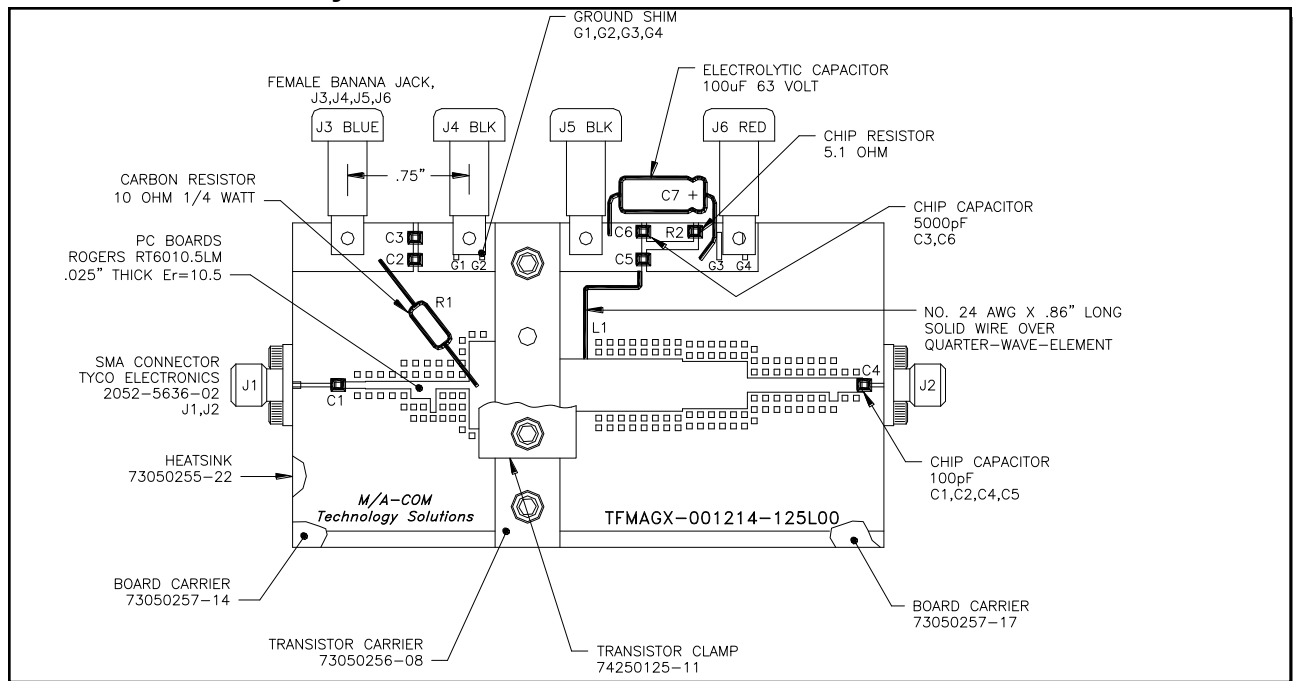 GROUND SHIM
G1,G2,G3,G4
FEMALE BANANA JACK,
J3,J4,J5,J6
ELECTROLYTIC CAPACITOR
100uF 63 VOLT
J3 BLUE
J4 BLK
J5 BLK
J6 RED
CHIP RESISTOR
5.1 OHM
.75"
CARBON RESISTOR
10 OHM 1/4 WATT
C7 +
CHIP CAPACITOR
5000pF
C3,C6
PC BOARDS
ROGERS RT6010.5LM
.025" THICK Er=10.5
C3
C2
G1
G2
C6
R2
C5
G3
G4
R1
L1
NO. 24 AWG X .86" LONG
SOLID WIRE OVER
QUARTER-WAVE-ELEMENT
SMA CONNECTOR
TYCO ELECTRONICS
2052-5636-02
J1,J2
J1
C1
C4
J2
HEATSINK
73050255-22
CHIP CAPACITOR
100pF
C1,C2,C4,C5
M/A-COM
Technology Solutions
TFMAGX-001214-125L00
BOARD CARRIER
73050257-14
BOARD CARRIER
73050257-17
TRANSISTOR CARRIER
73050256-08
TRANSISTOR CLAMP
74250125-11